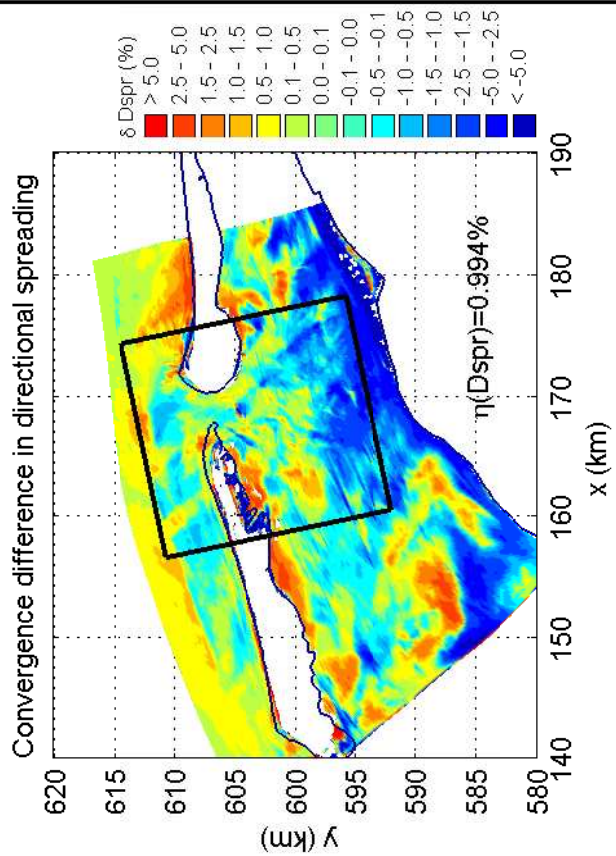 Convergence difference in directional spreading
620
615
610
605
600
595
590
585
580
y (km)
140
150
160
170
180
190
x (km)
η(Dspr)=0.994%
δ Dspr (%)
> 5.0
2.5 - 5.0
1.5 - 2.5
1.0 - 1.5
0.5 - 1.0
0.1 - 0.5
0.0 - 0.1
-0.1 - 0.0
-0.5 - -0.1
-1.0 - -0.5
-1.5 - -1.0
-2.5 - -1.5
-5.0 - -2.5
< -5.0